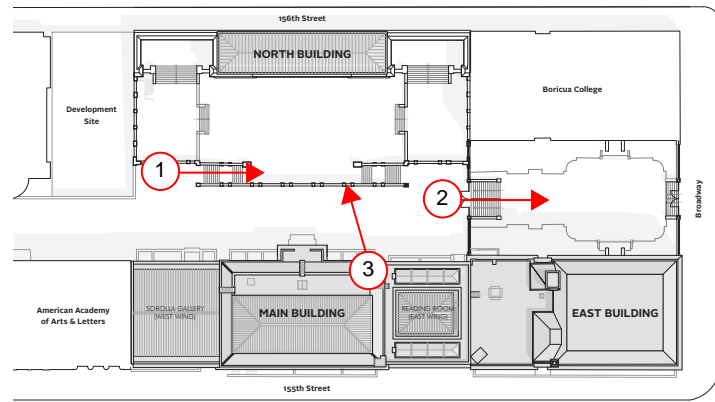 156th Street
NORTH BUILDING
Development
Site
Boricua College
1
2
Broadway
3
American Academy
of Arts & Letters
SOROLLA GALLERY
(WEST WING)
MAIN BUILDING
READING ROOM
(EAST WING)
EAST BUILDING
155th Street